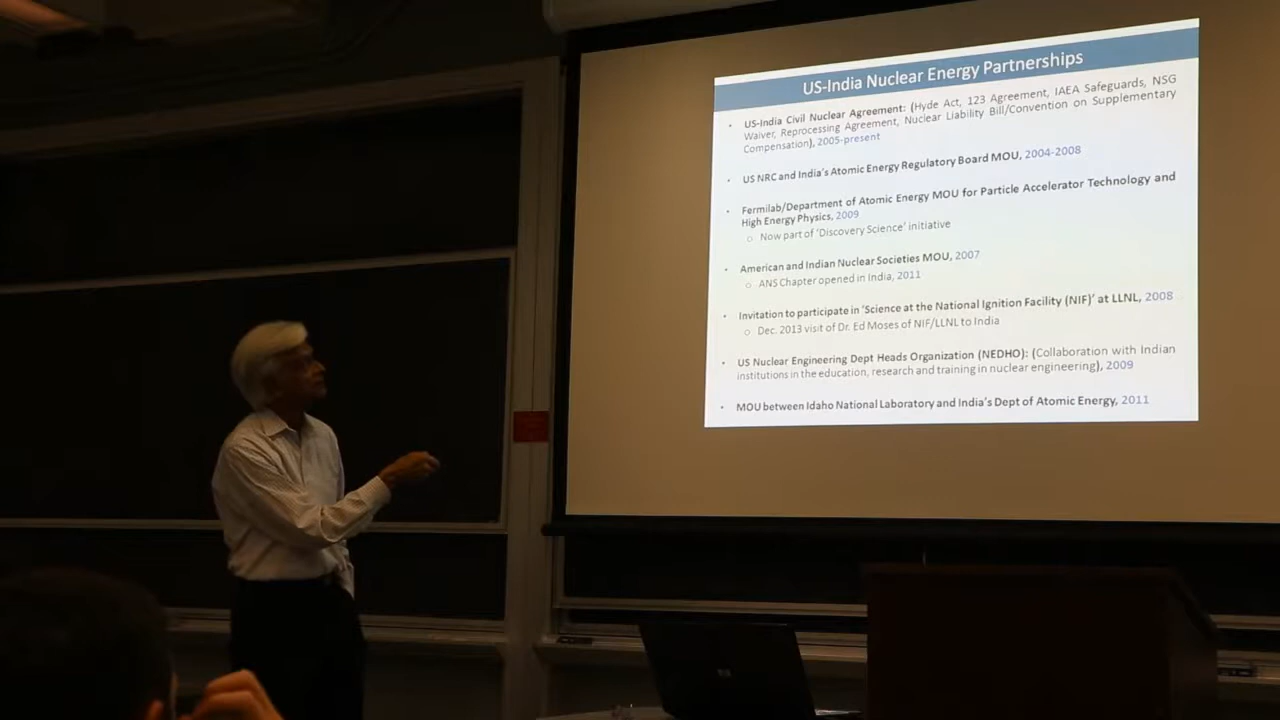 US-India Nuclear Energy Partnerships
• US-India Civil Nuclear Agreement: (Hyde Act, 123 Agreement, IAEA Safeguards, NSG
Waiver, Reprocessing Agreement, Nuclear Liability Bill/Convention on Supplementary
Compensation), 2005-present
• US NRC and India's Atomic Energy Regulatory Board MOU, 2004-2008
• Fermilab/Department of Atomic Energy MOU for Particle Accelerator Technology and
High Energy Physics, 2009
○ Now part of 'Discovery Science' initiative
• American and Indian Nuclear Societies MOU, 2007
○ ANS Chapter opened in India, 2011
• Invitation to participate in 'Science at the National Ignition Facility (NIF)' at LLNL, 2008
○ Dec. 2013 visit of Dr. Ed Moses of NIF/LLNL to India
• US Nuclear Engineering Dept Heads Organization (NEDHO): (Collaboration with Indian
institutions in the education, research and training in nuclear engineering), 2009
• MOU between Idaho National Laboratory and India's Dept of Atomic Energy, 2011
hp